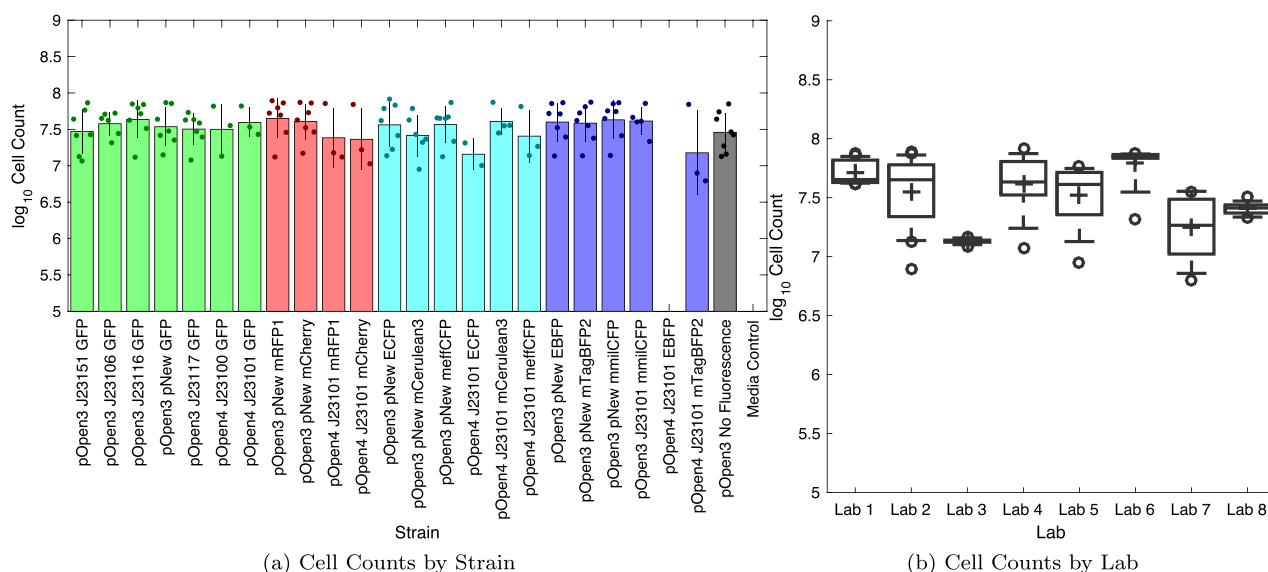 9
8.5
8
7.5
7
6.5
6
5.5
5
log10 Cell Count
pOpen3 J23151 GFP
pOpen3 J23106 GFP
pOpen3 J23116 GFP
pOpen3 pNew GFP
pOpen3 J23117 GFP
pOpen4 J23100 GFP
pOpen4 J23101 GFP
pOpen3 pNew mRFP1
pOpen3 pNew mCherry
pOpen4 J23101 mRFP1
pOpen4 J23101 mCherry
pOpen3 pNew ECFP
pOpen3 pNew mCerulean3
pOpen3 pNew meffCFP
pOpen4 J23101 ECFP
pOpen4 J23101 mCerulean3
pOpen4 J23101 meffCFP
pOpen3 pNew EBFP
pOpen3 pNew mTagBFP2
pOpen3 pNew mmilCFP
pOpen3 J23101 mmilCFP
pOpen4 J23101 EBFP
pOpen4 J23101 mTagBFP2
pOpen3 No Fluorescence
Media Control
Strain
(a) Cell Counts by Strain
9
8.5
8
7.5
7
6.5
6
5.5
5
log10 Cell Count
Lab 1 Lab 2 Lab 3 Lab 4 Lab 5 Lab 6 Lab 7 Lab 8
Lab
(b) Cell Counts by Lab